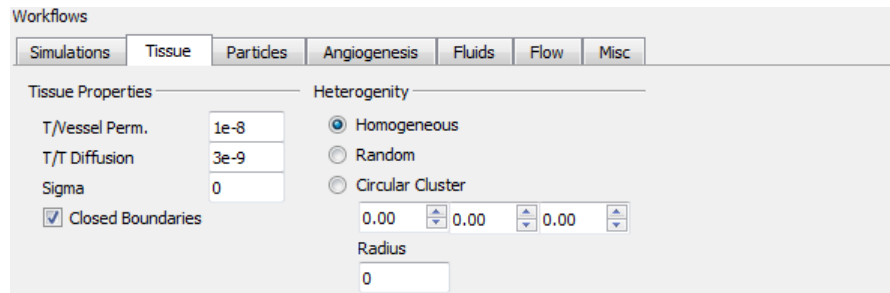 Workflows
Simulations Tissue Particles Angiogenesis Fluids Flow Misc
Tissue Properties Heterogenity
T/Vessel Perm. 1e-8 Homogeneous
T/T Diffusion 3e-9 Random
Sigma 0 Circular Cluster
Closed Boundaries 0.00 0.00 0.00
Radius
0